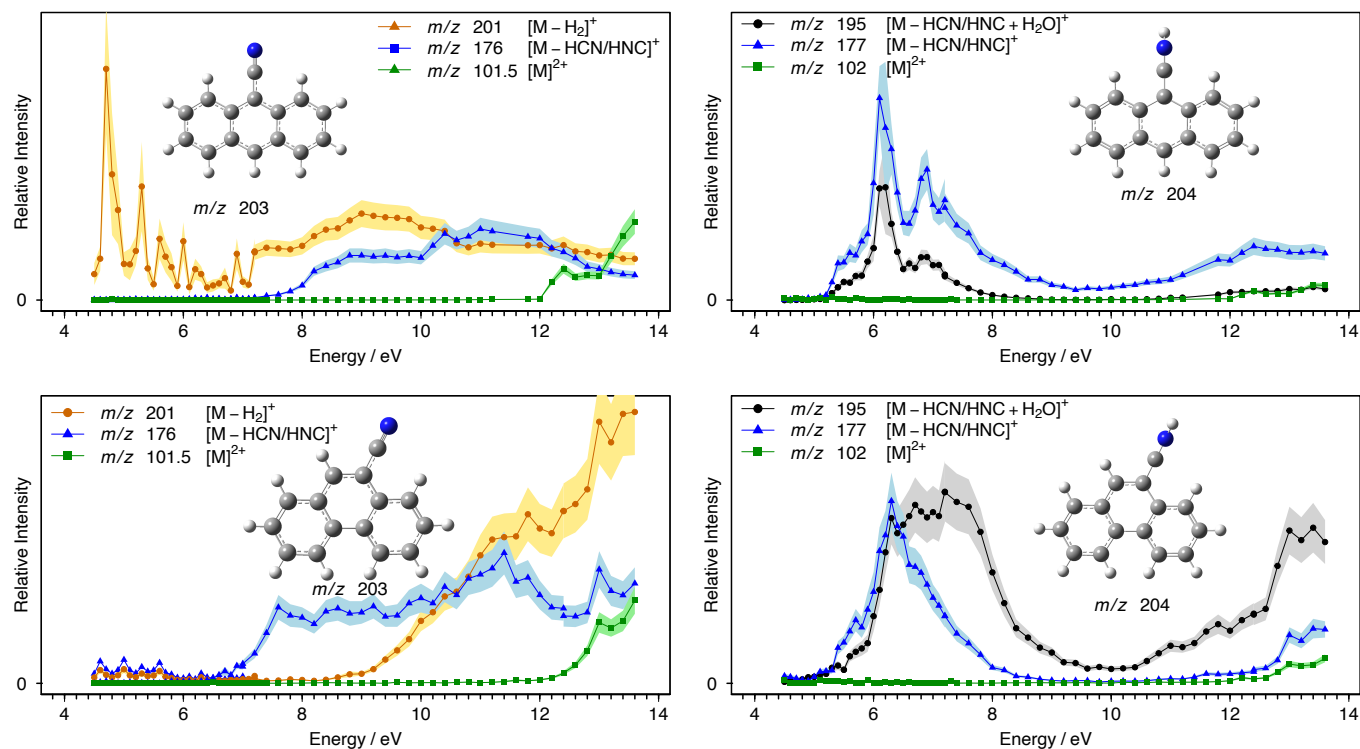 m/z 201 [M – H₂]⁺
m/z 176 [M – HCN/HNC]⁺
m/z 101.5 [M]²⁺
m/z 203
Relative Intensity
0
4 6 8 10 12 14
Energy / eV
m/z 195 [M – HCN/HNC + H₂O]⁺
m/z 177 [M – HCN/HNC]⁺
m/z 102 [M]²⁺
m/z 204
Relative Intensity
0
4 6 8 10 12 14
Energy / eV
m/z 201 [M – H₂]⁺
m/z 176 [M – HCN/HNC]⁺
m/z 101.5 [M]²⁺
m/z 203
Relative Intensity
0
4 6 8 10 12 14
Energy / eV
m/z 195 [M – HCN/HNC + H₂O]⁺
m/z 177 [M – HCN/HNC]⁺
m/z 102 [M]²⁺
m/z 204
Relative Intensity
0
4 6 8 10 12 14
Energy / eV